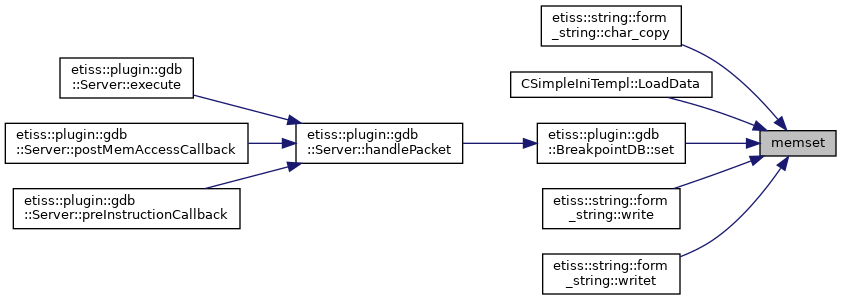 etiss::string::form
_string::char_copy
etiss::plugin::gdb
::Server::execute
CSimpleIniTempl::LoadData
etiss::plugin::gdb
::Server::postMemAccessCallback
etiss::plugin::gdb
::Server::handlePacket
etiss::plugin::gdb
::BreakpointDB::set
memset
etiss::plugin::gdb
::Server::preInstructionCallback
etiss::string::form
_string::write
etiss::string::form
_string::writet